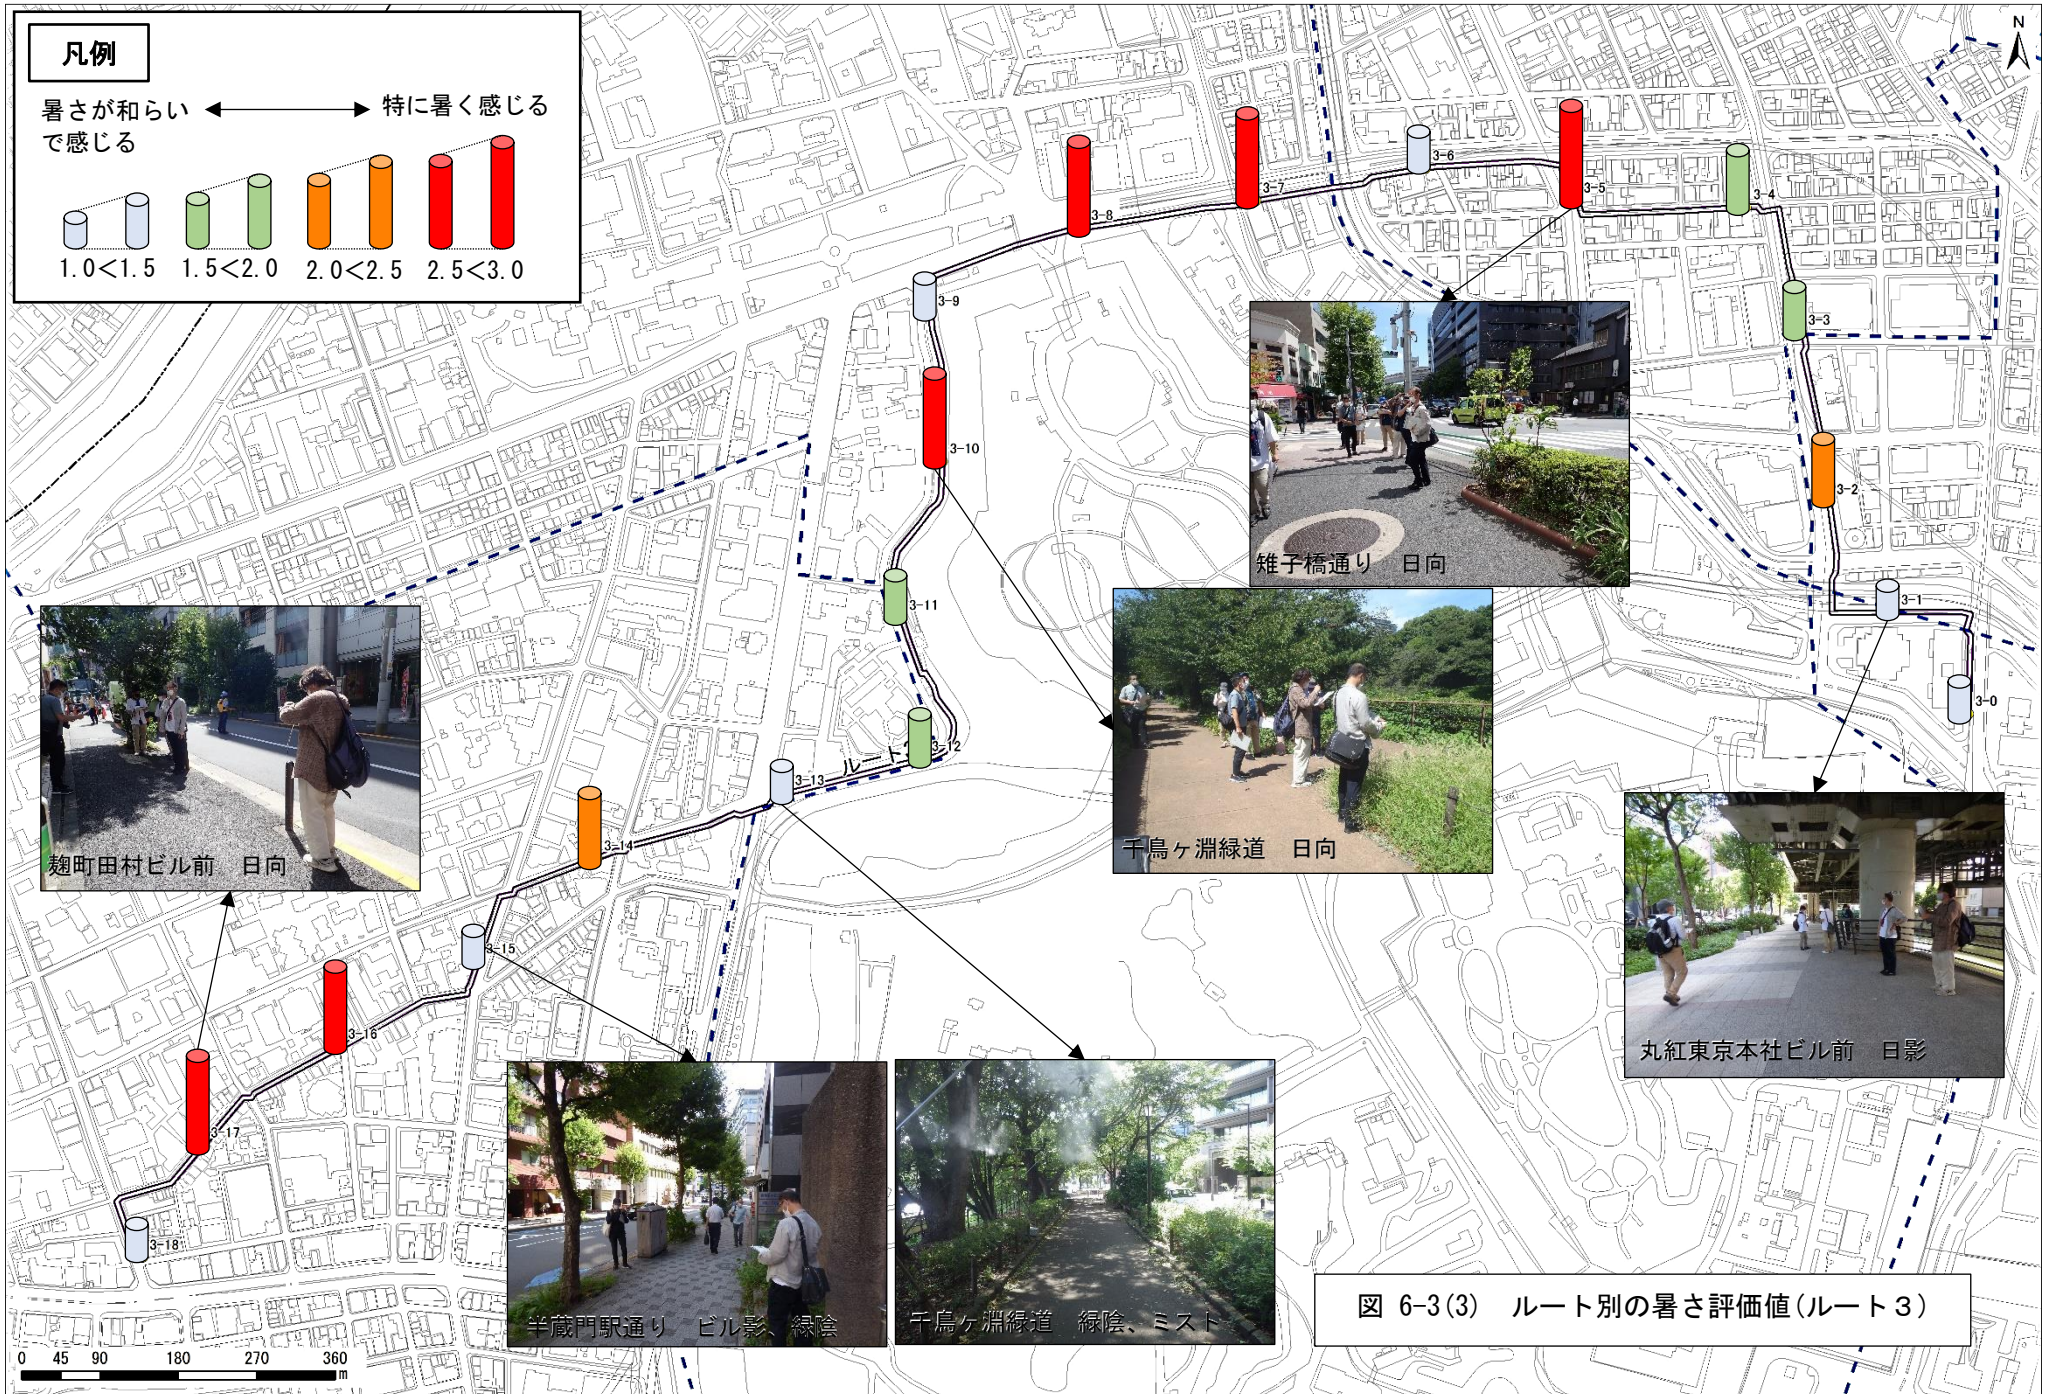 凡例
暑さが和らい
で感じる
特に暑く感じる
1.0<1.5
1.5<2.0
2.0<2.5
2.5<3.0
N
3-6
3-5
3-7
3-4
3-8
3-9
3-3
3-10
3-2
雉子橋通り 日向
3-1
3-11
3-0
3-12
ルート
3-13
千鳥ヶ淵緑道 日向
3-14
麹町田村ビル前 日向
3-15
3-16
丸紅東京本社ビル前 日影
3-17
3-18
半蔵門駅通り ビル影、緑陰
千鳥ヶ淵緑道 緑陰、ミスト
図 6-3(3) ルート別の暑さ評価値(ルート3)
0 45 90 180 270 360
m